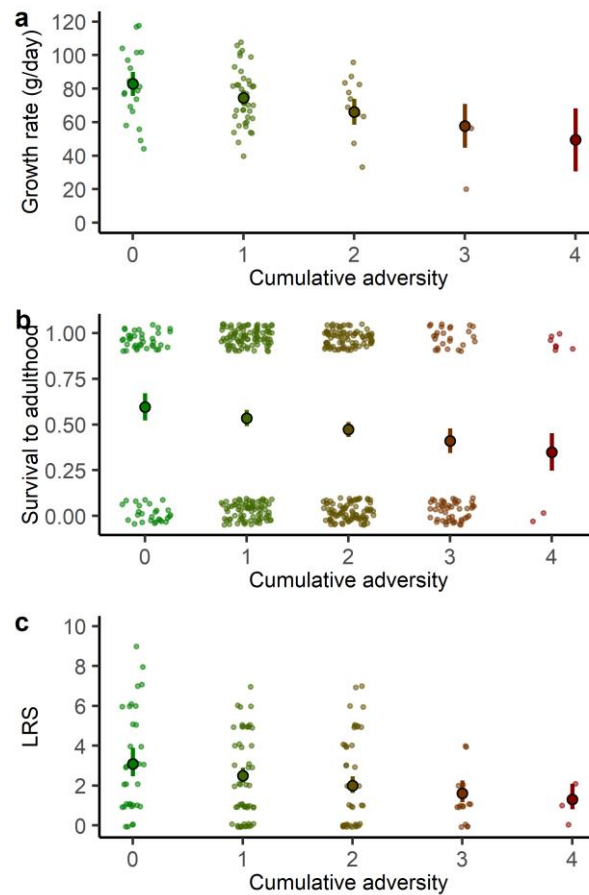 a
Growth rate (g/day)
120
100
80
60
40
20
0
0 1 2 3 4
Cumulative adversity
b
Survival to adulthood
1.00
0.75
0.50
0.25
0.00
0 1 2 3 4
Cumulative adversity
c
LRS
10
8
6
4
2
0
0 1 2 3 4
Cumulative adversity